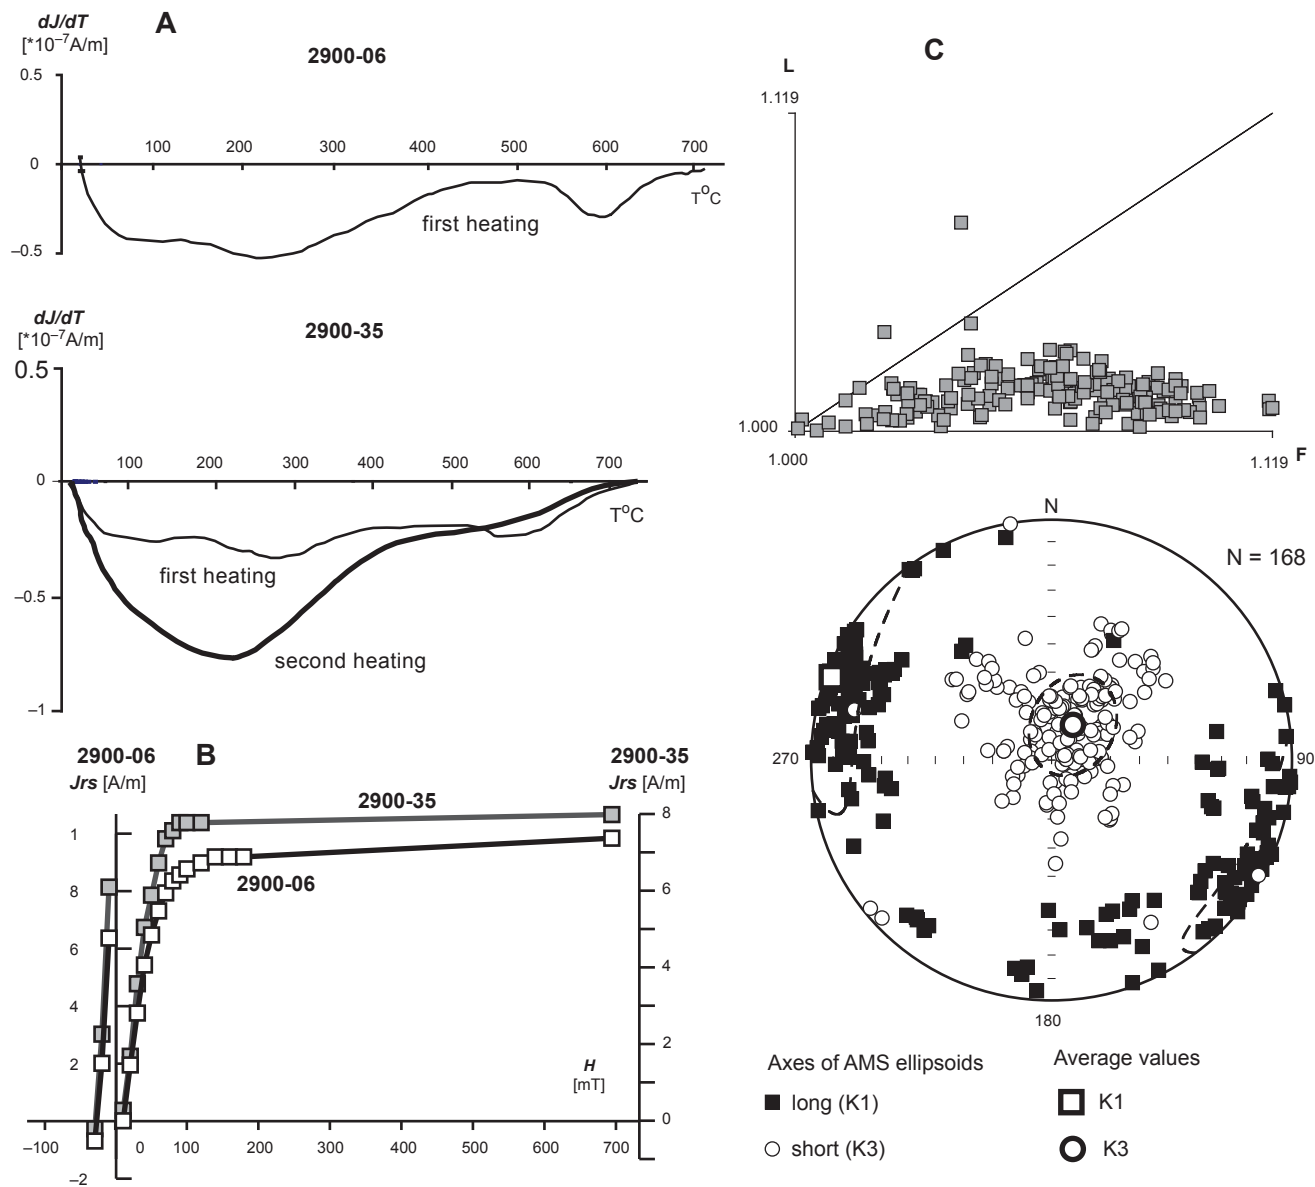 A
dJ/dT
[*10–7A/m]
2900-06
0.5
0
–0.5
100 200 300 400 500 600 700
T°C
first heating
dJ/dT
[*10–7A/m]
2900-35
0.5
0
–0.5
–1
100 200 300 400 500 600 700
T°C
first heating
second heating
2900-06
B
2900-35
Jrs [A/m]
Jrs [A/m]
2900-35
2900-06
1
8
6
4
2
–2
8
6
4
2
0
H
[mT]
–100 0 100 200 300 400 500 600 700
C
L
1.119
1.000
1.000
1.119
F
N
N = 168
270
90
180
Axes of AMS ellipsoids
Average values
long (K1)
K1
short (K3)
K3